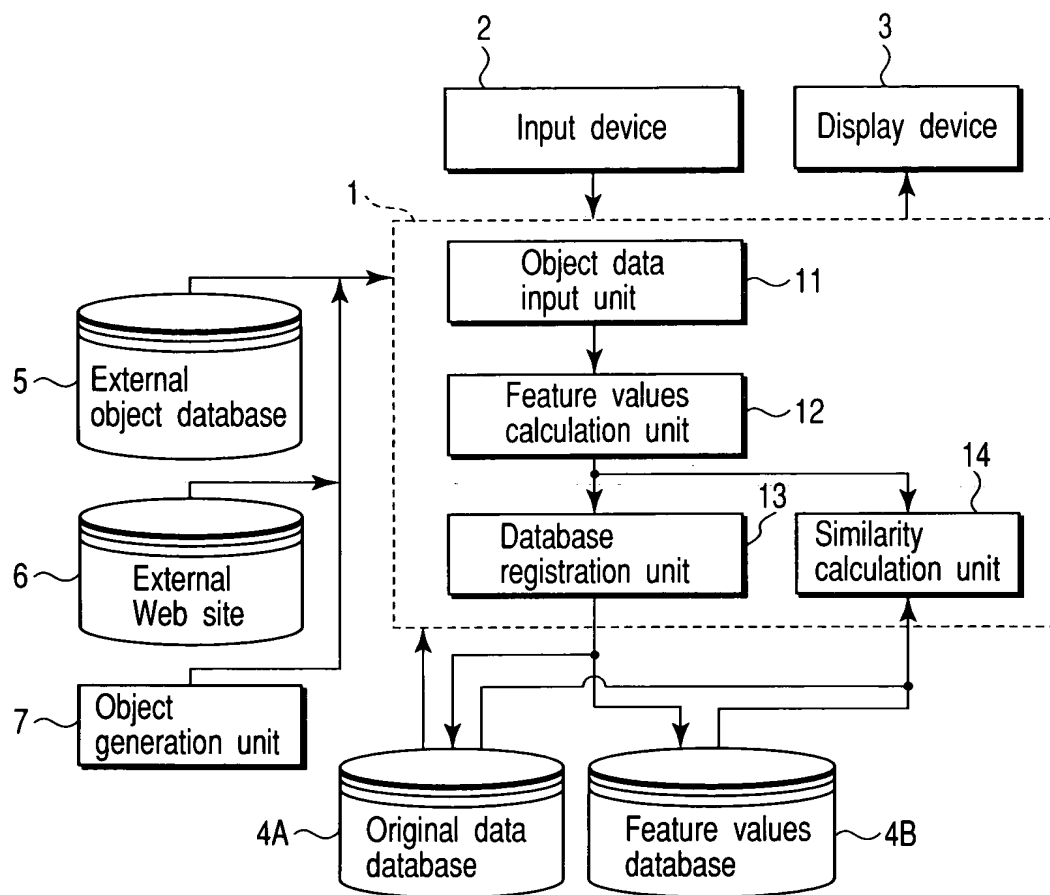 2
3
Input device
Display device
1
Object data
input unit
11
5
External
object database
Feature values
calculation unit
12
14
13
6
External
Web site
Database
registration unit
Similarity
calculation unit
7
Object
generation unit
4A
Original data
database
Feature values
database
4B